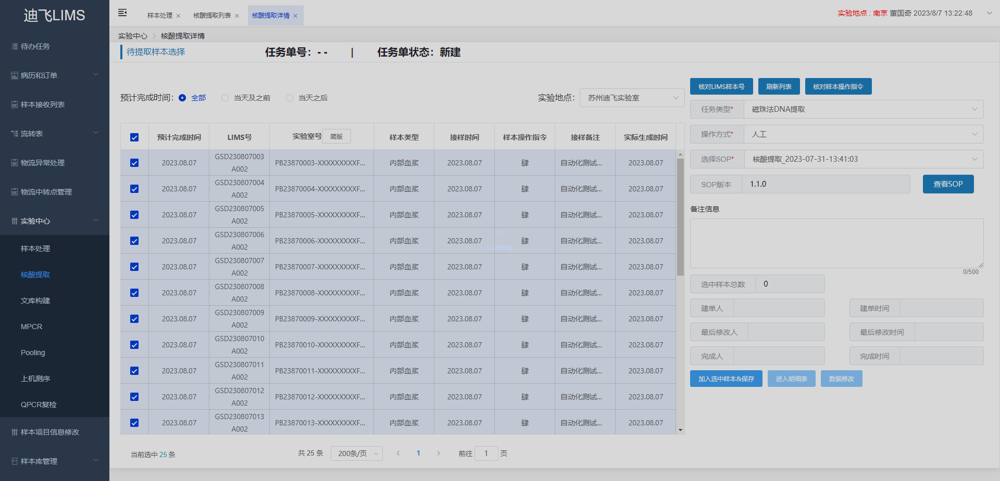 迪飞LIMS
样本处理
核酸提取列表
核酸提取详情
实验地点 : 南京 董国奇 2023/8/7 13:22:48
待办任务
病历和订单
样本接收列表
流转表
物流异常处理
物流中转点管理
实验中心
样本处理
核酸提取
文库构建
MPCR
Pooling
上机测序
QPCR复检
样本项目信息修改
样本库管理
实验中心 > 核酸提取详情
待提取样本选择
任务单号：- -
|
任务单状态：新建
预计完成时间： 全部 当天及之前 当天之后
实验地点： 苏州迪飞实验室
预计完成时间 LIMS号 实验室号 简版 样本类型 接样时间 样本操作指令 接样备注 实际生成时间
2023.08.07 GSD230807003A002 PB23870003-XXXXXXXXXF... 内部血浆 2023.08.07 肆 自动化测试... 2023.08.07
2023.08.07 GSD230807004A002 PB23870004-XXXXXXXXXF... 内部血浆 2023.08.07 肆 自动化测试... 2023.08.07
2023.08.07 GSD230807005A002 PB23870005-XXXXXXXXXF... 内部血浆 2023.08.07 肆 自动化测试... 2023.08.07
2023.08.07 GSD230807006A002 PB23870006-XXXXXXXXXF... 内部血浆 2023.08.07 肆 自动化测试... 2023.08.07
Loading
2023.08.07 GSD230807007A002 PB23870007-XXXXXXXXXF... 内部血浆 2023.08.07 肆 自动化测试... 2023.08.07
2023.08.07 GSD230807008A002 PB23870008-XXXXXXXXXF... 内部血浆 2023.08.07 肆 自动化测试... 2023.08.07
2023.08.07 GSD230807009A002 PB23870009-XXXXXXXXXF... 内部血浆 2023.08.07 肆 自动化测试... 2023.08.07
2023.08.07 GSD230807010A002 PB23870010-XXXXXXXXXF... 内部血浆 2023.08.07 肆 自动化测试... 2023.08.07
2023.08.07 GSD230807011A002 PB23870011-XXXXXXXXXF... 内部血浆 2023.08.07 肆 自动化测试... 2023.08.07
2023.08.07 GSD230807012A002 PB23870012-XXXXXXXXXF... 内部血浆 2023.08.07 肆 自动化测试... 2023.08.07
2023.08.07 GSD230807013A002 PB23870013-XXXXXXXXXF... 内部血浆 2023.08.07 肆 自动化测试... 2023.08.07
当前选中 25 条
共 25 条 200条/页 < 1 > 前往 1 页
核对LIMS样本号 刷新列表 核对样本操作指令
任务类型* 磁珠法DNA提取
操作方式* 人工
选择SOP* 核酸提取_2023-07-31-13:41:03
SOP版本 1.1.0 查看SOP
备注信息
0/500
选中样本总数 0
建单人 建单时间
最后修改人 最后修改时间
完成人 完成时间
加入选中样本&保存 进入明细表 数据修改